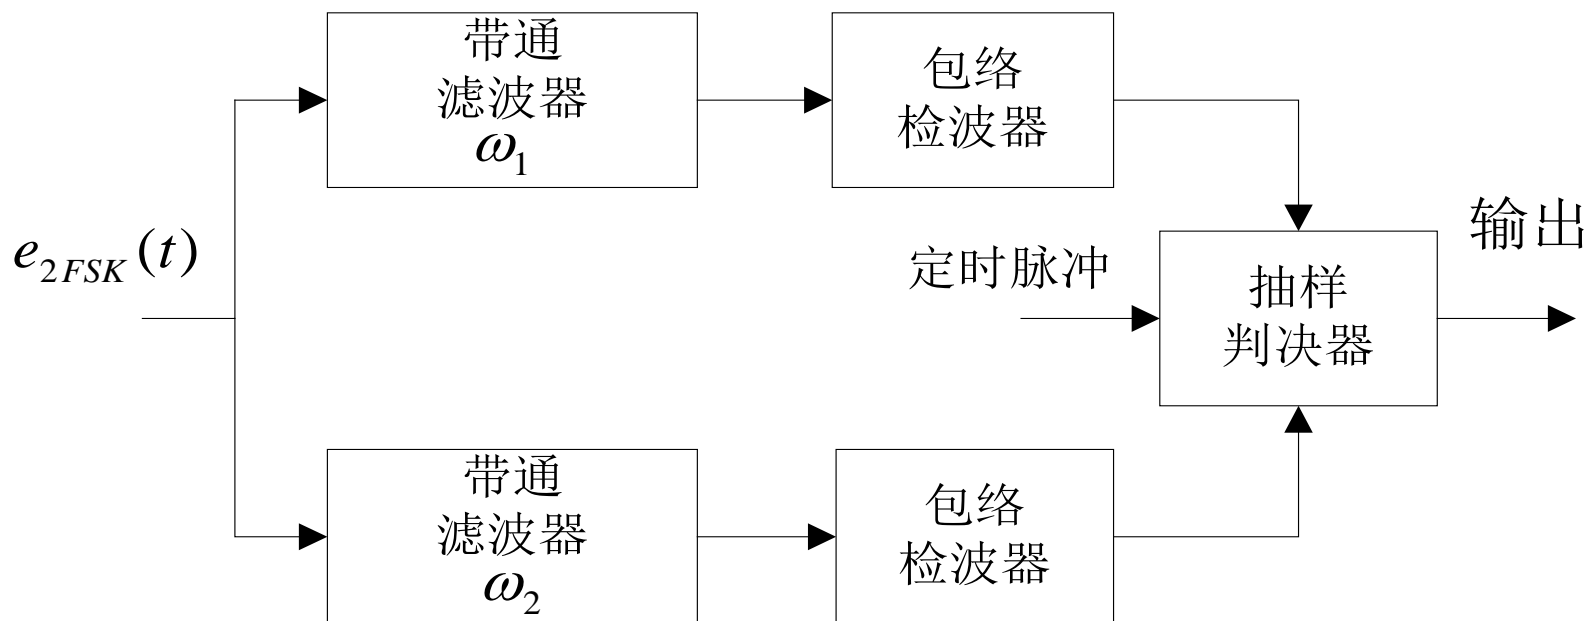 带通
滤波器
ω₁
包络
检波器
e₂FSK(t)
定时脉冲
抽样
判决器
输出
带通
滤波器
ω₂
包络
检波器